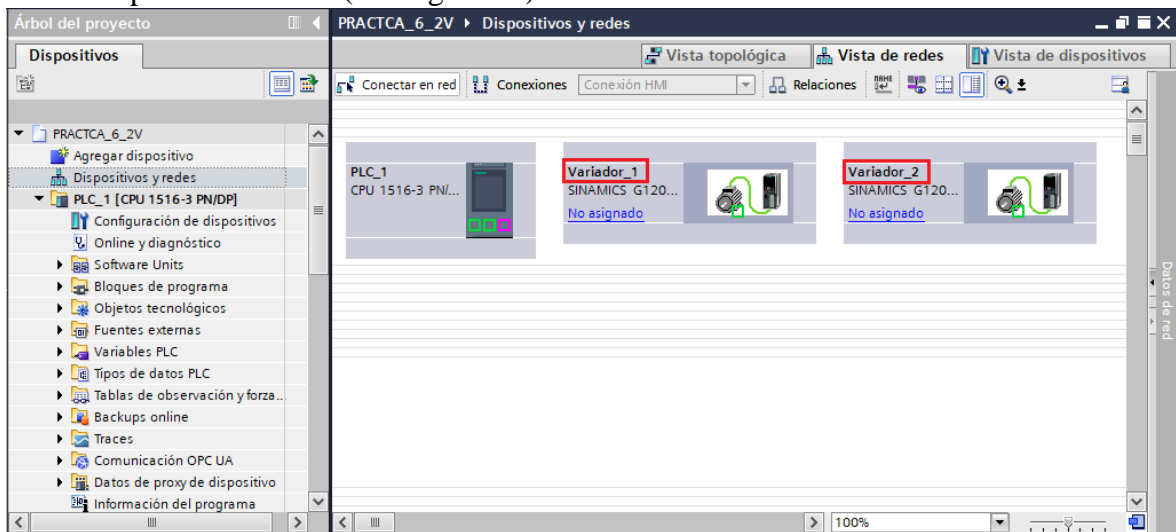 Árbol del proyecto
Dispositivos
PRACTCA_6_2V
Agregar dispositivo
Dispositivos y redes
PLC_1 [CPU 1516-3 PN/DP]
Configuración de dispositivos
Online y diagnóstico
Software Units
Bloques de programa
Objetos tecnológicos
Fuentes externas
Variables PLC
Tipos de datos PLC
Tablas de observación y forza...
Backups online
Traces
Comunicación OPC UA
Datos de proxy de dispositivo
Información del programa
PRACTCA_6_2V Dispositivos y redes
Vista topológica Vista de redes Vista de dispositivos
Conectar en red Conexiones Conexión HMI Relaciones
PLC_1
CPU 1516-3 PN/...
Variador_1
SINAMICS G120...
No asignado
Variador_2
SINAMICS G120...
No asignado
100%
Datos de red